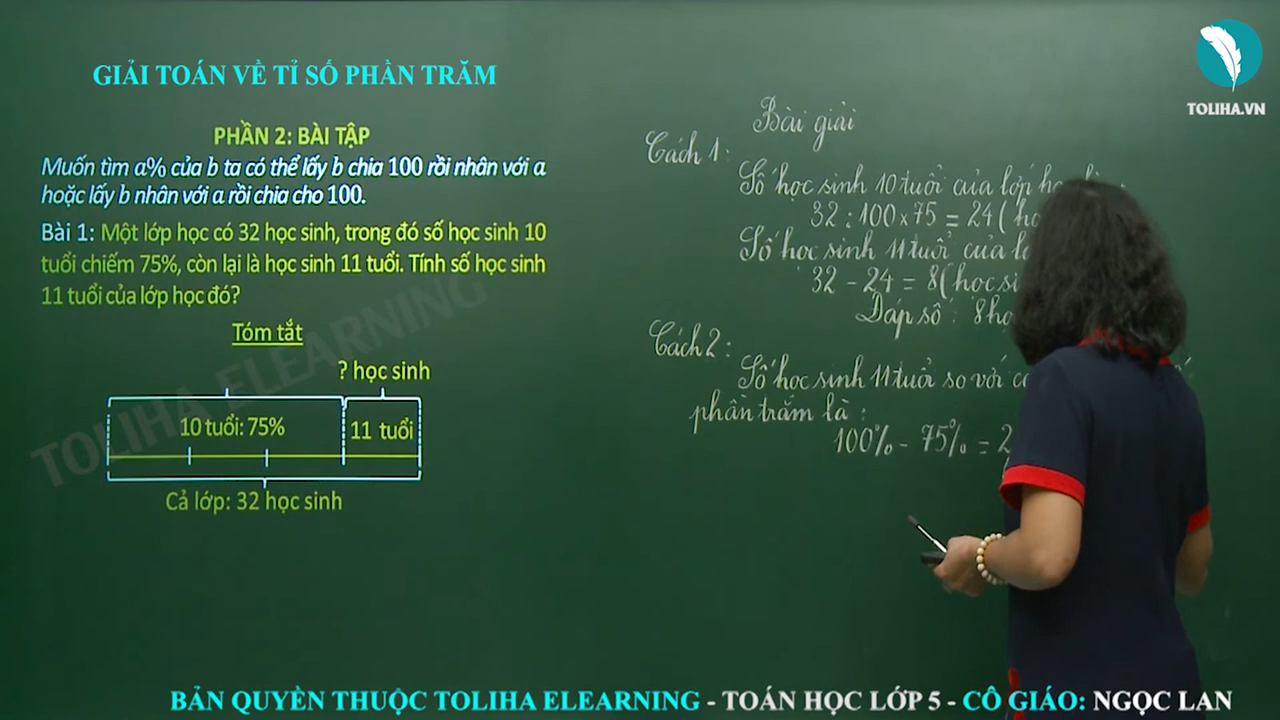 TOLIHA.VN
GIẢI TOÁN VỀ TỈ SỐ PHẦN TRĂM
PHẦN 2: BÀI TẬP
Muốn tìm a% của b ta có thể lấy b chia 100 rồi nhân với a
hoặc lấy b nhân với a rồi chia cho 100.
Bài 1: Một lớp học có 32 học sinh, trong đó số học sinh 10
tuổi chiếm 75%, còn lại là học sinh 11 tuổi. Tính số học sinh
11 tuổi của lớp học đó?
Tóm tắt
? học sinh
10 tuổi: 75%
11 tuổi
Cả lớp: 32 học sinh
TOLIHA ELEARNING
Bài giải
Cách 1:
Số học sinh 10 tuổi của lớp
32 : 100 x 75 = 24 (
Số học sinh 11 tuổi của
32 - 24 = 8 (học
Đáp số: 8
Cách 2:
Số học sinh 11 tuổi so với
phần trăm là:
100% - 75% = 2
BẢN QUYỀN THUỘC TOLIHA ELEARNING - TOÁN HỌC LỚP 5 - CÔ GIÁO: NGỌC LAN